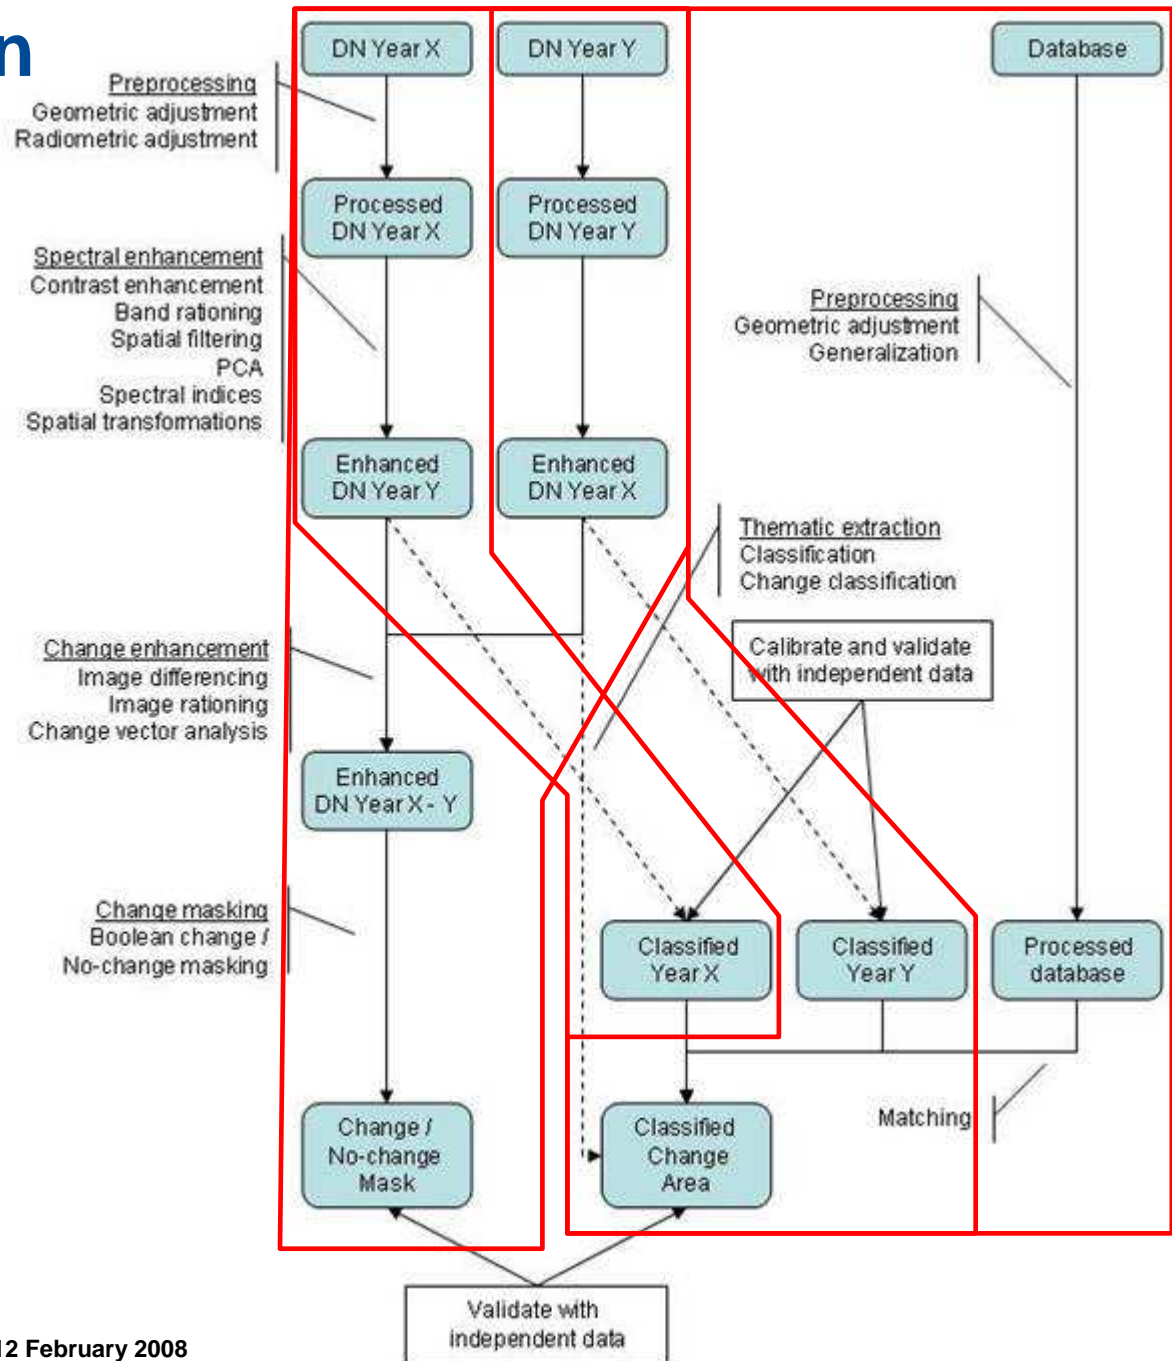 n
DN Year X
DN Year Y
Database
Preprocessing
Geometric adjustment
Radiometric adjustment
Processed
DN Year X
Processed
DN Year Y
Spectral enhancement
Contrast enhancement
Band rationing
Spatial filtering
PCA
Spectral indices
Spatial transformations
Preprocessing
Geometric adjustment
Generalization
Enhanced
DN Year Y
Enhanced
DN Year X
Thematic extraction
Classification
Change classification
Calibrate and validate
with independent data
Change enhancement
Image differencing
Image rationing
Change vector analysis
Enhanced
DN Year X - Y
Change masking
Boolean change /
No-change masking
Classified
Year X
Classified
Year Y
Processed
database
Matching
Change /
No-change
Mask
Classified
Change
Area
Validate with
independent data
12 February 2008